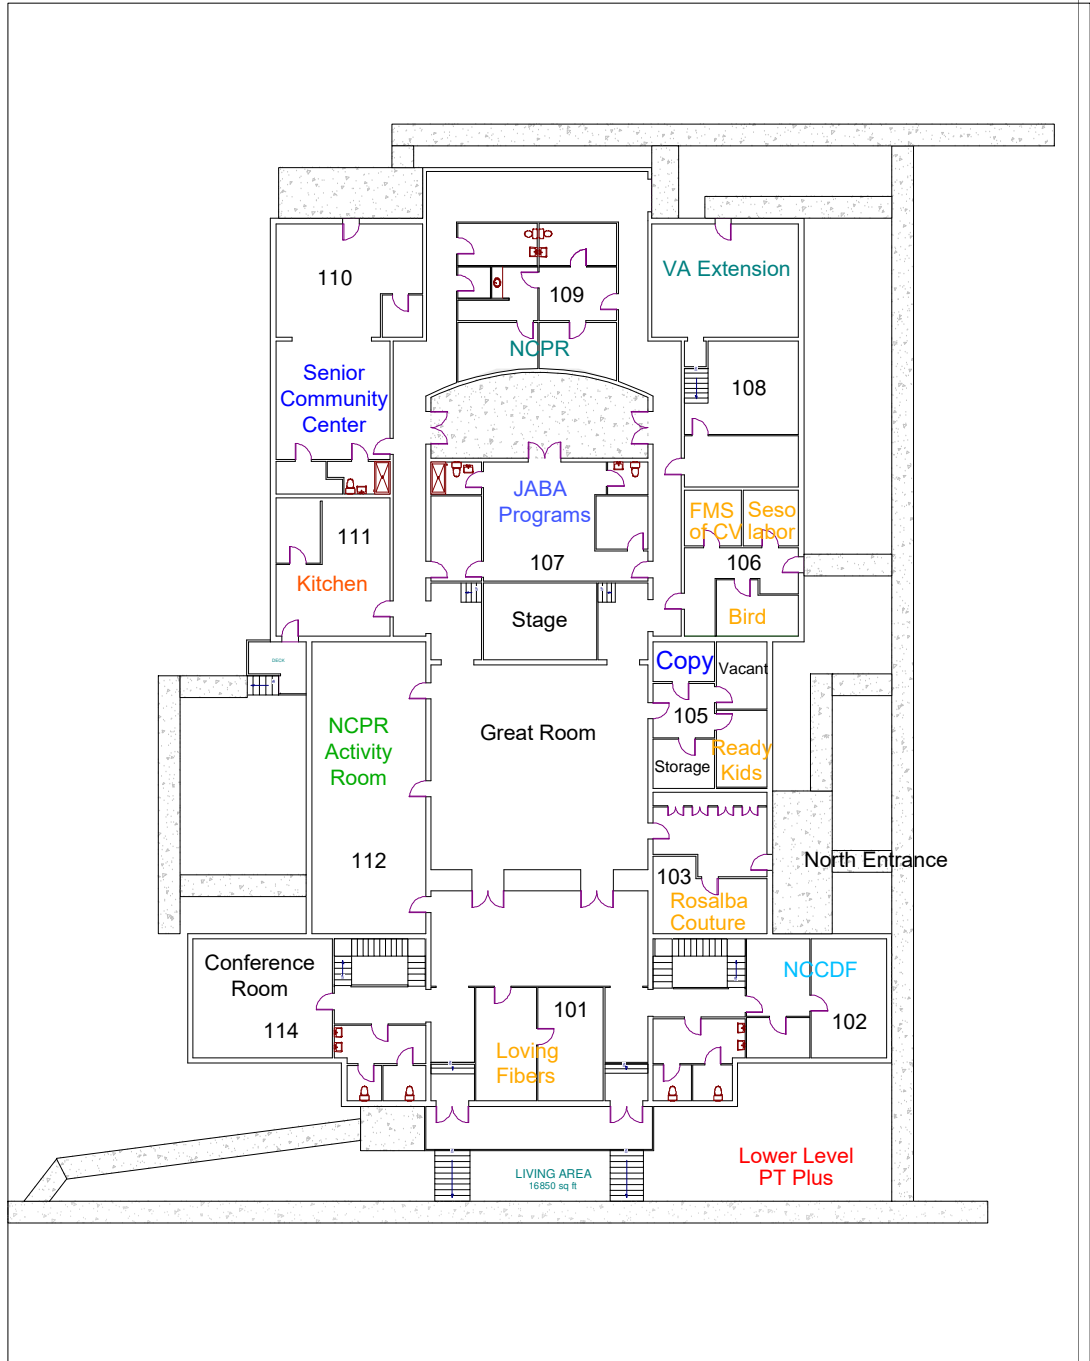 110
VA Extension
109
NCPR
Senior
Community
Center
108
JABA
Programs
107
FMS
of CV
Seso
labor
106
Bird
111
Kitchen
Stage
DECK
Copy
Vacant
105
Storage
Ready
Kids
Great Room
NCPR
Activity
Room
112
North Entrance
103
Rosalba
Couture
Conference
Room
114
NCCDF
102
101
Loving
Fibers
LIVING AREA
16850 sq ft
Lower Level
PT Plus